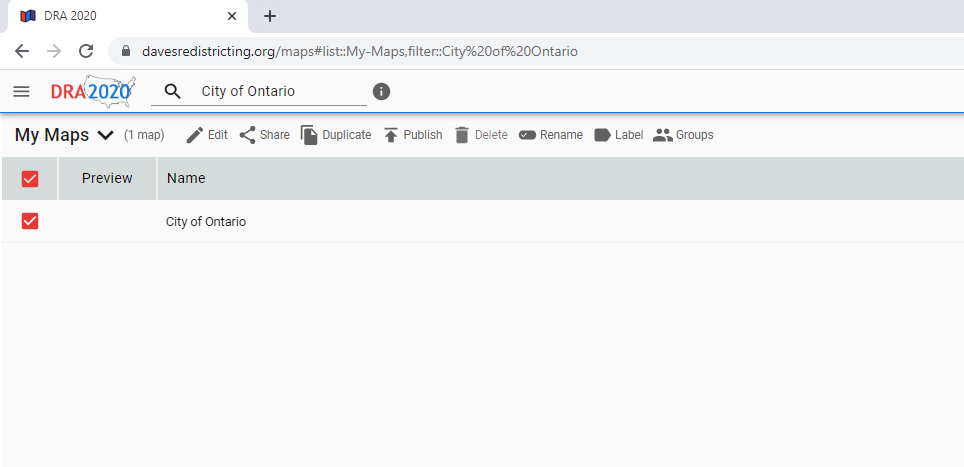 DRA 2020
davesredistricting.org/maps#list::My-Maps,filter::City%20of%20Ontario
DRA2020 City of Ontario
My Maps (1 map) Edit Share Duplicate Publish Delete Rename Label Groups
Preview Name
City of Ontario